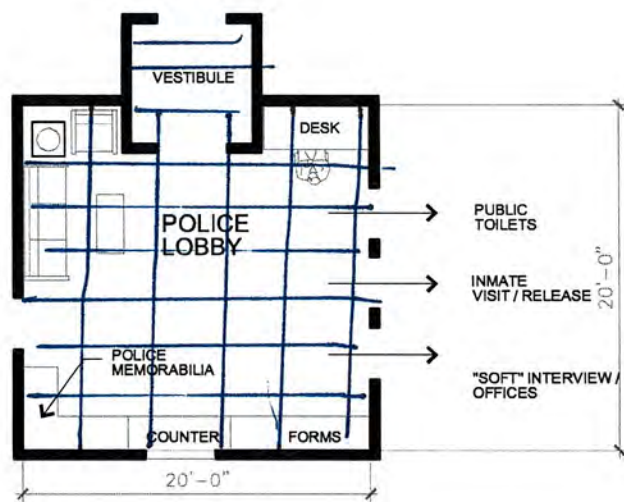 VESTIBULE
DESK
POLICE
LOBBY
PUBLIC
TOILETS
INMATE
VISIT / RELEASE
20'-0"
POLICE
MEMORABILIA
"SOFT" INTERVIEW /
OFFICES
COUNTER
FORMS
20'-0"